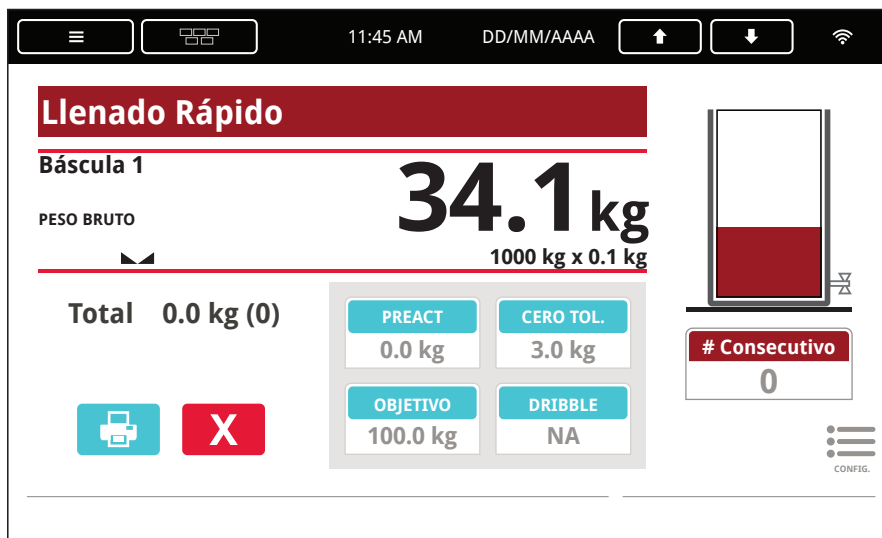 11:45 AM DD/MM/AAAA
Llenado Rápido
Báscula 1
34.1 kg
PESO BRUTO
1000 kg x 0.1 kg
Total 0.0 kg (0)
PREACT
0.0 kg
CERO TOL.
3.0 kg
OBJETIVO
100.0 kg
DRIBBLE
NA
X
# Consecutivo
0
CONFIG.